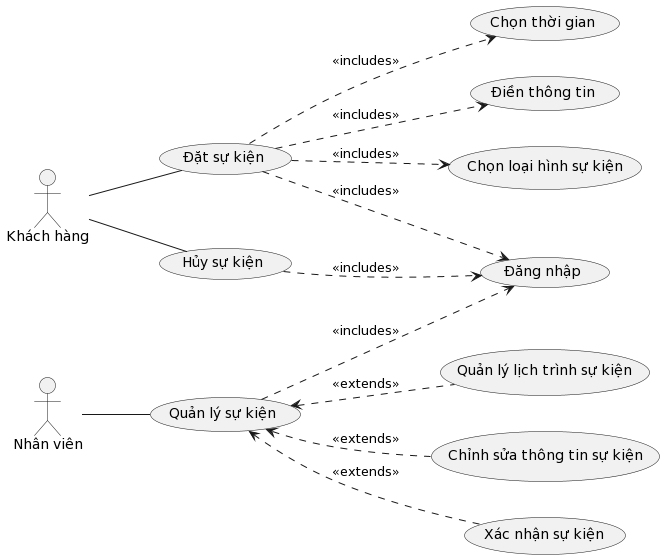 Chọn thời gian
«includes»
Điền thông tin
«includes»
Đặt sự kiện
«includes»
Chọn loại hình sự kiện
«includes»
Khách hàng
Hủy sự kiện
«includes»
Đăng nhập
«includes»
Quản lý lịch trình sự kiện
«extends»
Nhân viên
Quản lý sự kiện
«extends»
Chỉnh sửa thông tin sự kiện
«extends»
Xác nhận sự kiện